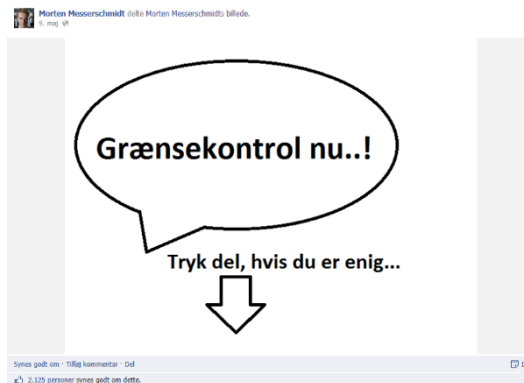 Morten Messerschmidt delte Morten Messerschmidts billede.
9. maj
Grænsekontrol nu..!
Tryk del, hvis du er enig...
Synes godt om · Tilføj kommentar · Del
2.125 personer synes godt om dette.